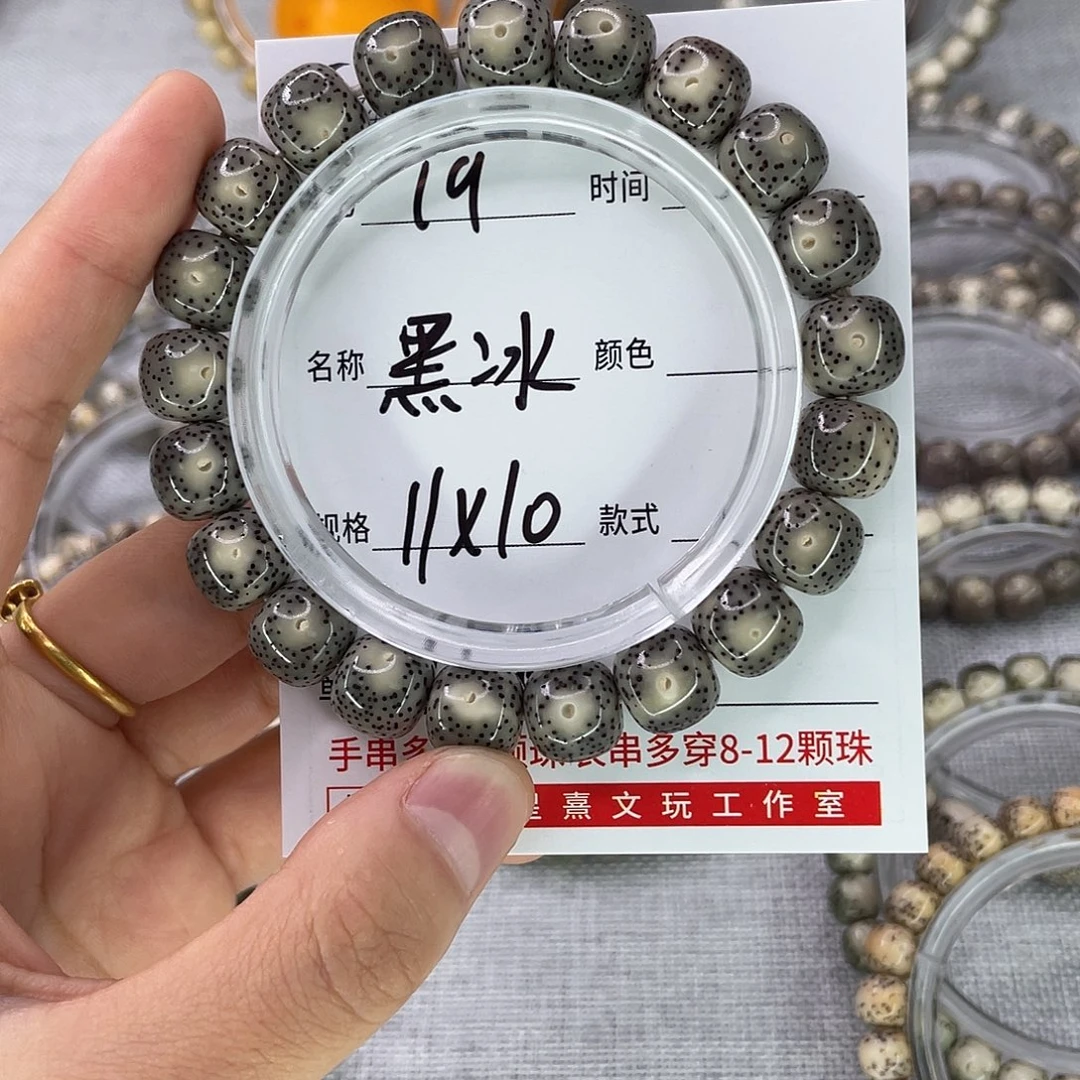 19 时间
名称 黑冰 颜色
规格 11X10 款式
手串多 串多穿8-12颗珠
熹文玩工作室